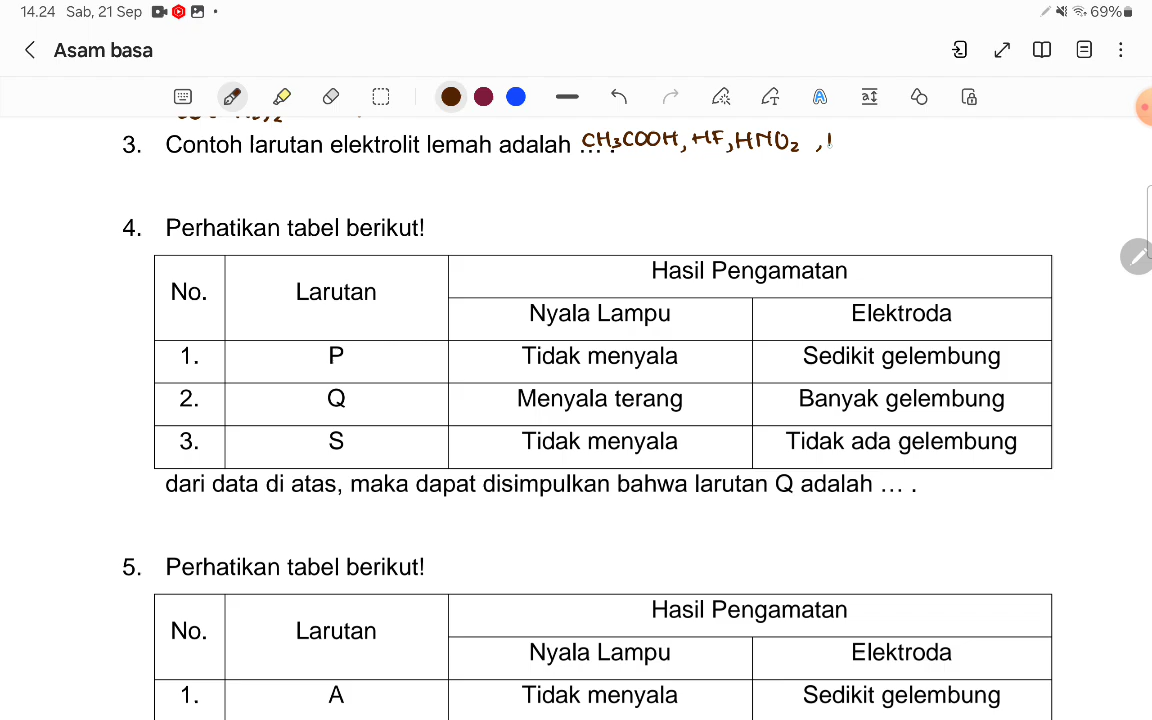 14.24 Sab, 21 Sep 69%
Asam basa
3. Contoh larutan elektrolit lemah adalah ... . CH₃COOH, HF, HNO₂ ,
4. Perhatikan tabel berikut!
No. Larutan Hasil Pengamatan
Nyala Lampu Elektroda
1. P Tidak menyala Sedikit gelembung
2. Q Menyala terang Banyak gelembung
3. S Tidak menyala Tidak ada gelembung
dari data di atas, maka dapat disimpulkan bahwa larutan Q adalah ... .
5. Perhatikan tabel berikut!
No. Larutan Hasil Pengamatan
Nyala Lampu Elektroda
1. A Tidak menyala Sedikit gelembung